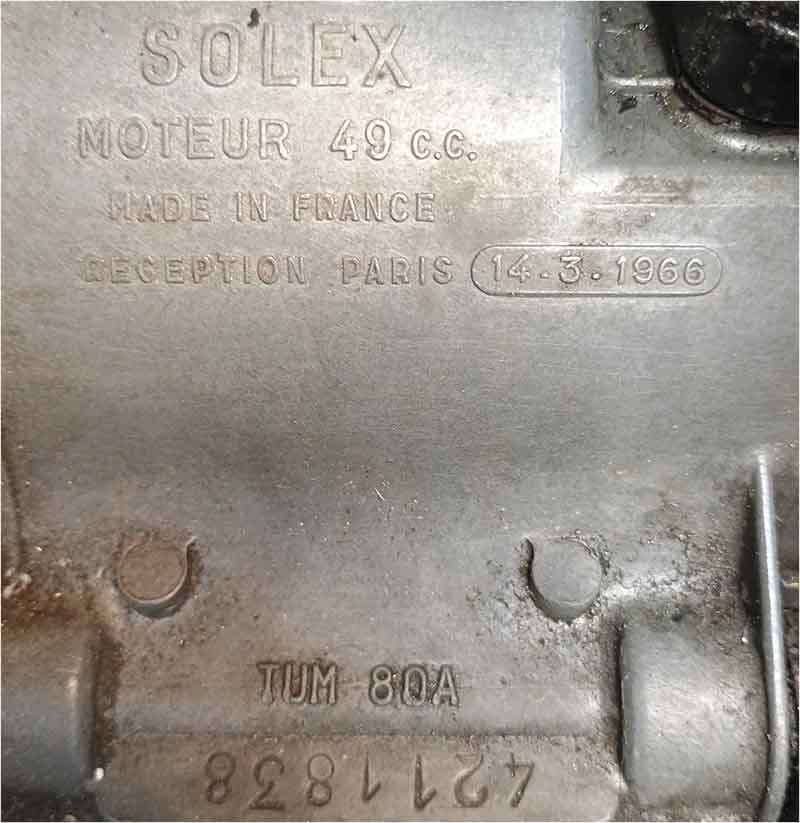 SOLEX
MOTEUR 49 c.c.
MADE IN FRANCE
RECEPTION PARIS 14.3.1966
TUM 80A
4211838